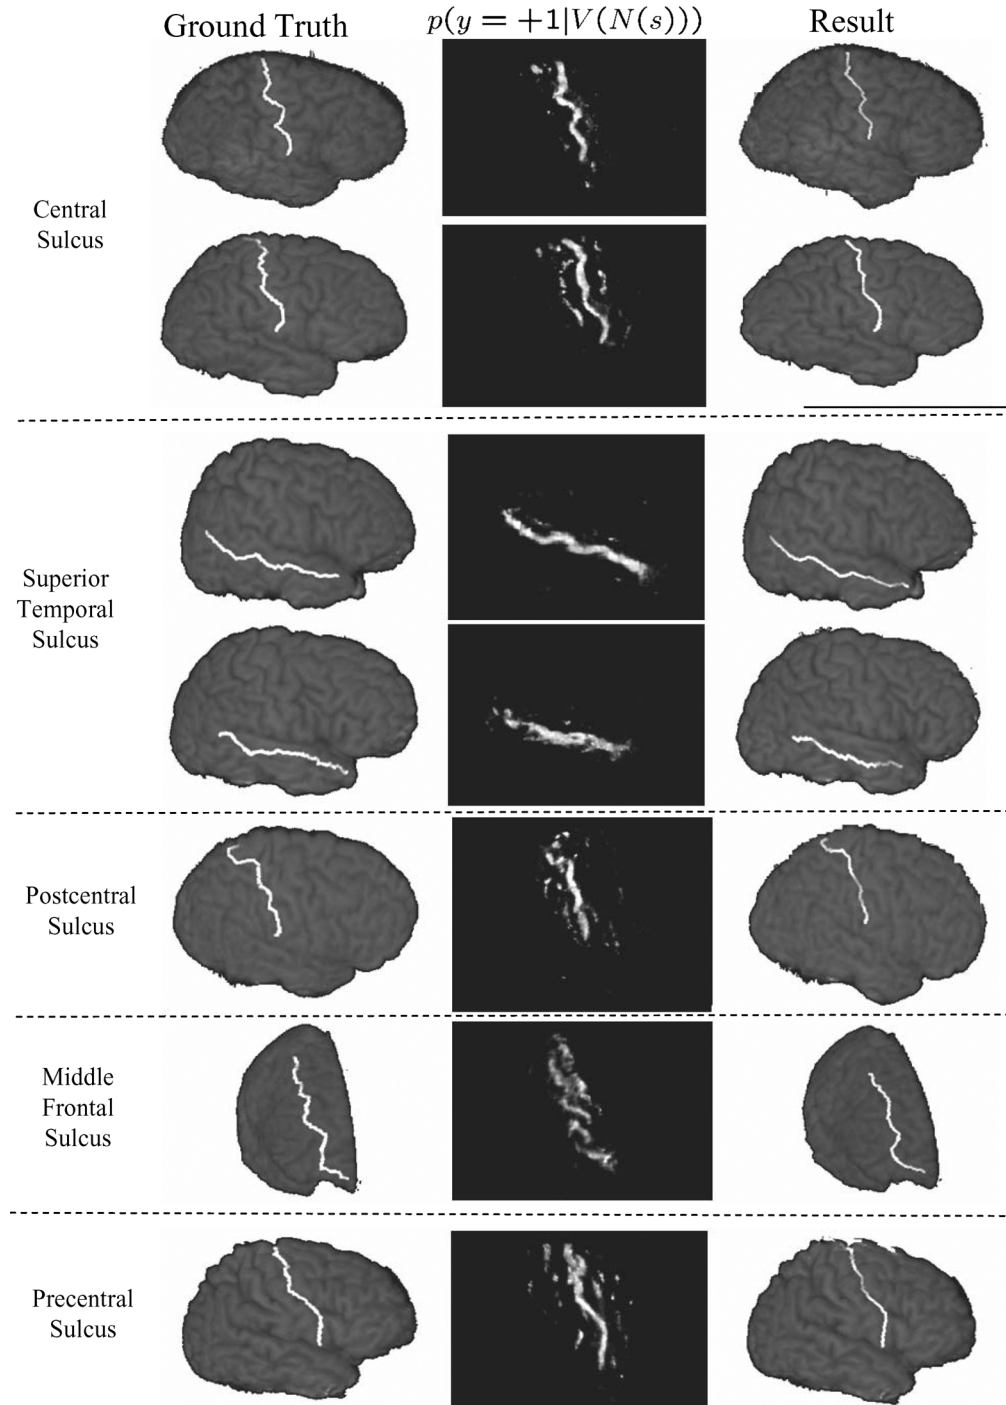 Ground Truth
p(y = +1|V(N(s)))
Result
Central
Sulcus
Superior
Temporal
Sulcus
Postcentral
Sulcus
Middle
Frontal
Sulcus
Precentral
Sulcus